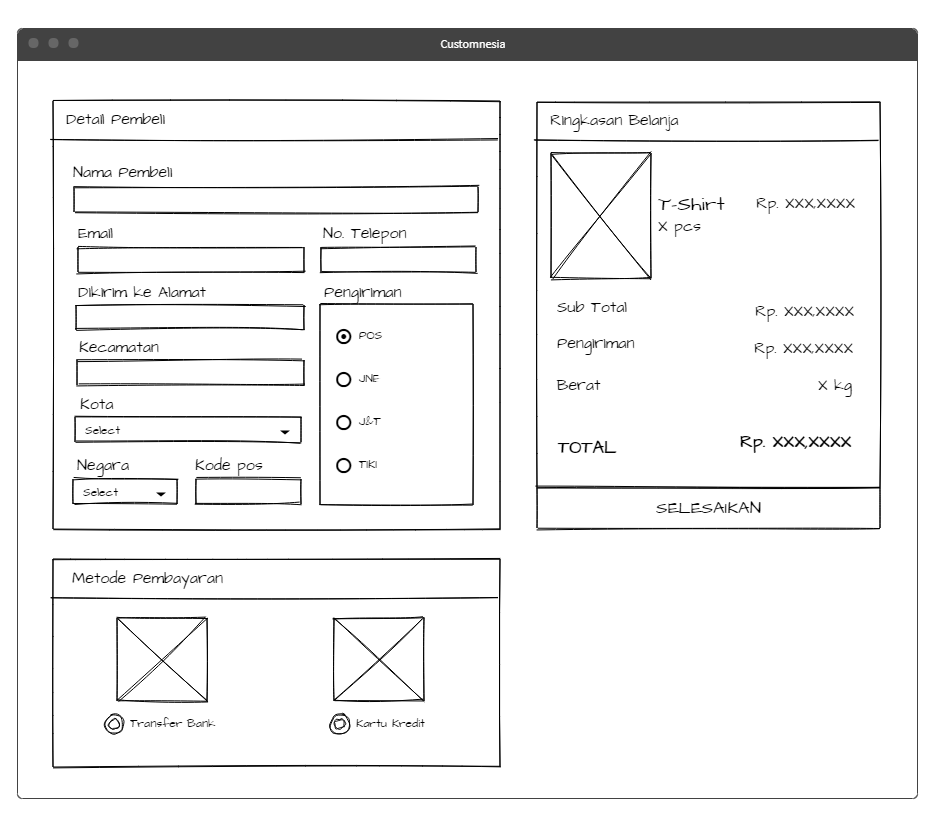 Customnesia
Detail Pembeli
Nama Pembeli
Email
No. Telepon
Dikirim ke Alamat
Pengiriman
Kecamatan
POS
JNE
J&T
TIKI
Kota
Select
Negara
Kode pos
Select
Ringkasan Belanja
T-Shirt
Rp. XXX,XXXX
X pcs
Sub Total
Rp. XXX,XXXX
Pengiriman
Rp. XXX,XXXX
Berat
X kg
TOTAL
Rp. XXX,XXXX
SELESAIKAN
Metode Pembayaran
Transfer Bank
Kartu Kredit